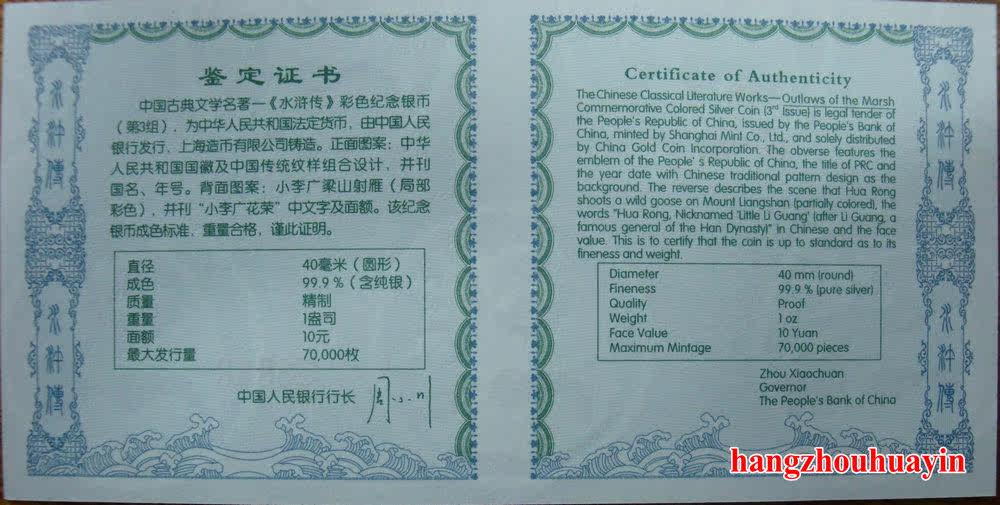 鉴定证书
中国古典文学名著—《水浒传》彩色纪念银币
（第3组），为中华人民共和国法定货币，由中国人民
银行发行，上海造币有限公司铸造。正面图案：中华
人民共和国国徽及中国传统纹样组合设计，并刊
国名、年号。背面图案：小李广梁山射雁（局部
彩色），并刊“小李广花荣”中文字及面额。该纪念
银币成色标准，重量合格，谨此证明。
直径 40毫米（圆形）
成色 99.9％（含纯银）
质量 精制
重量 1盎司
面额 10元
最大发行量 70,000枚
中国人民银行行长 周小川
水浒傳
水浒傳
Certificate of Authenticity
The Chinese Classical Literature Works—Outlaws of the Marsh
Commemorative Colored Silver Coin (3rd Issue) is legal tender of
the People's Republic of China, issued by the People's Bank of
China, minted by Shanghai Mint Co., Ltd., and solely distributed
by China Gold Coin Incorporation. The obverse features the
emblem of the People' s Republic of China, the title of PRC and
the year date with Chinese traditional pattern design as the
background. The reverse describes the scene that Hua Rong
shoots a wild goose on Mount Liangshan (partially colored), the
words "Hua Rong, Nicknamed 'Little Li Guang' (after Li Guang, a
famous general of the Han Dynasty)" in Chinese and the face
value. This is to certify that the coin is up to standard as to its
fineness and weight.
Diameter 40 mm (round)
Fineness 99.9 % (pure silver)
Quality Proof
Weight 1 oz
Face Value 10 Yuan
Maximum Mintage 70,000 pieces
Zhou Xiaochuan
Governor
The People's Bank of China
水浒傳
水浒傳
hangzhouhuayin